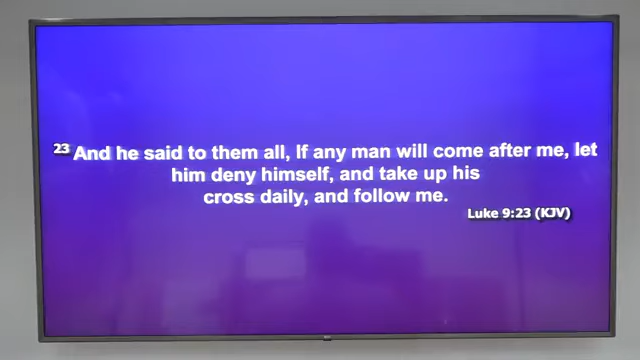 23 And he said to them all, If any man will come after me, let
him deny himself, and take up his
cross daily, and follow me.
Luke 9:23 (KJV)